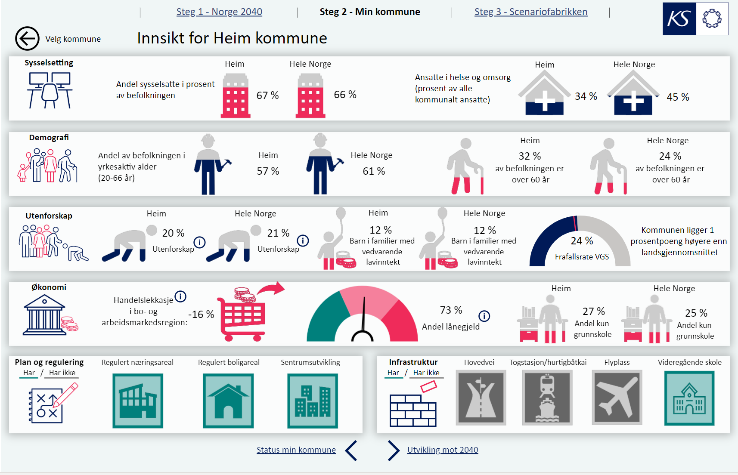 Steg 1 - Norge 2040 | Steg 2 - Min kommune | Steg 3 - Scenariofabrikken |
KS
Velg kommune
Innsikt for Heim kommune
Sysselsetting
Andel sysselsatte i prosent
av befolkningen
Heim
67 %
Hele Norge
66 %
Ansatte i helse og omsorg
(prosent av alle
kommunalt ansatte)
Heim
34 %
Hele Norge
45 %
Demografi
Andel av befolkningen i
yrkesaktiv alder
(20-66 år)
Heim
57 %
Hele Norge
61 %
Heim
32 %
av befolkningen er
over 60 år
Hele Norge
24 %
av befolkningen er
over 60 år
Utenforskap
Heim
20 %
Utenforskap
Hele Norge
21 %
Utenforskap
Heim
12 %
Barn i familier med
vedvarende
lavinntekt
Hele Norge
12 %
Barn i familier med
vedvarende
lavinntekt
24 %
Frafallsrate VGS
Kommunen ligger 1
prosentpoeng høyere enn
landsgjennomsnittet
Økonomi
Handelslekkasje
i bo- og
arbeidsmarkedsregion:
-16 %
73 %
Andel lånegjeld
Heim
27 %
Andel kun
grunnskole
Hele Norge
25 %
Andel kun
grunnskole
Plan og regulering
Har / Har ikke
Regulert næringsareal
Regulert boligareal
Sentrumsutvikling
Infrastruktur
Har / Har ikke
Hovedvei
Togstasjon/hurtigbåtkai
Flyplass
Videregående skole
Status min kommune
Utvikling mot 2040